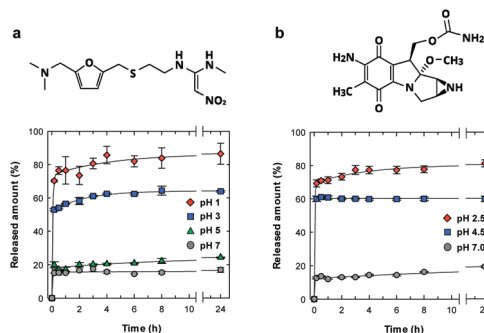 a
H
N
H
N
N
O
S
N
NO₂
100
80
60
40
20
0
Released amount (%)
pH 1
pH 3
pH 5
pH 7
0
2
4
6
8
10
24
Time (h)
b
O
O
NH₂
O
H₂N
O–CH₃
H₃C
N
NH
O
100
80
60
40
20
0
Released amount (%)
pH 2.5
pH 4.5
pH 7.0
0
2
4
6
8
10
Time (h)